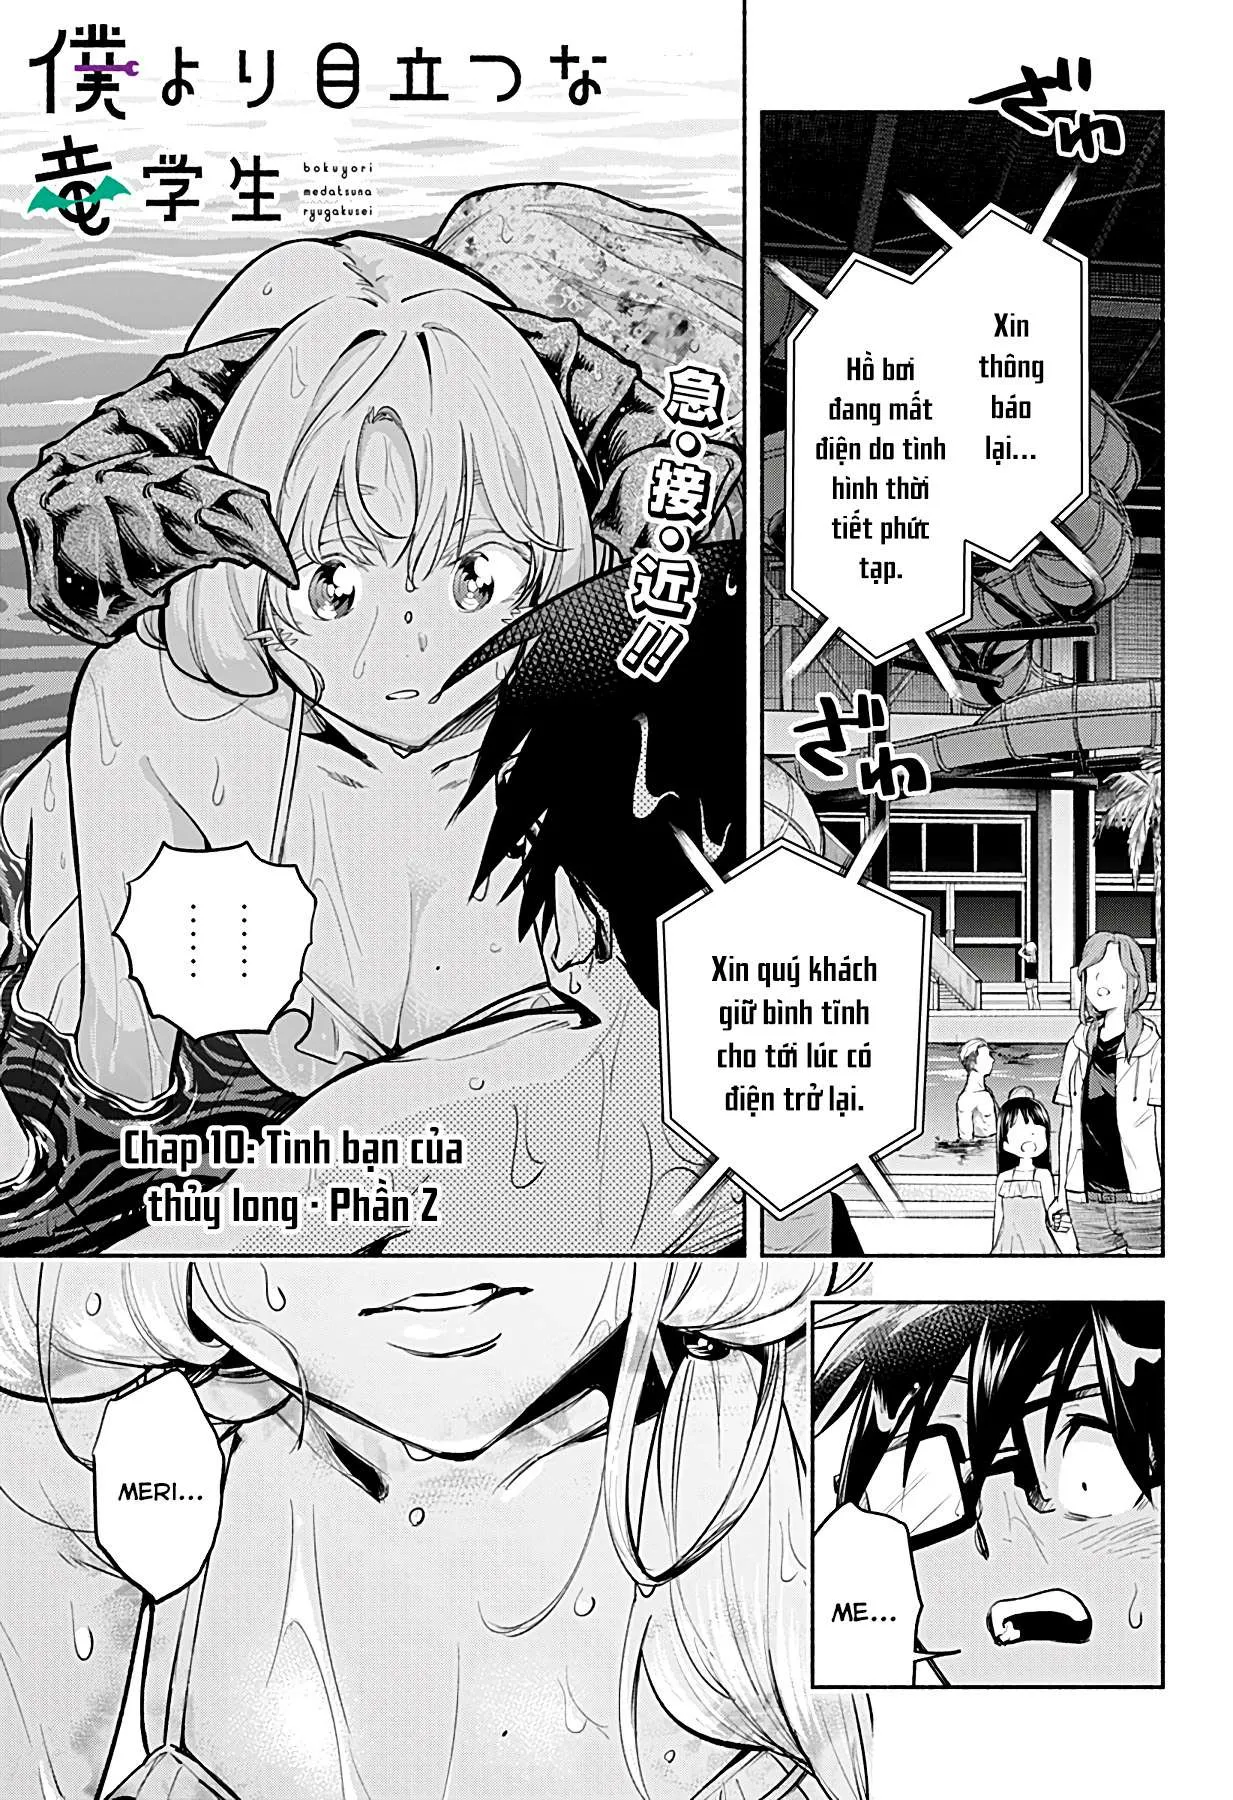 僕より目立つな
竜学生
bokuyori
medatsuna
ryugakusei
ざわ
Xin
thông
báo
lại...
Hồ bơi
đang mất
điện do tình
hình thời
tiết phức
tạp.
急・接・近!!
ざわ
Xin quý khách
giữ bình tĩnh
cho tới lúc có
điện trở lại.
......
......
Chap 10: Tình bạn của
thủy long · Phần 2
ME...
MERI...